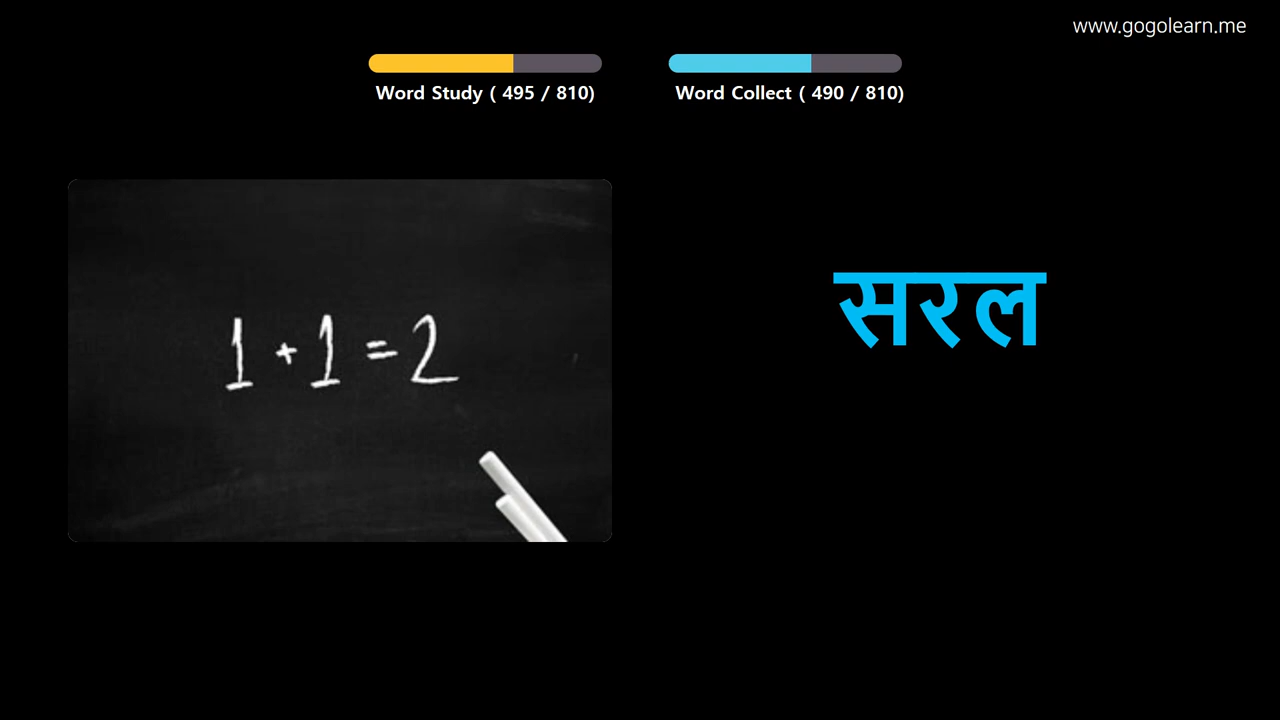 www.gogolearn.me
Word Study ( 495 / 810)
Word Collect ( 490 / 810)
1 + 1 = 2
सरल